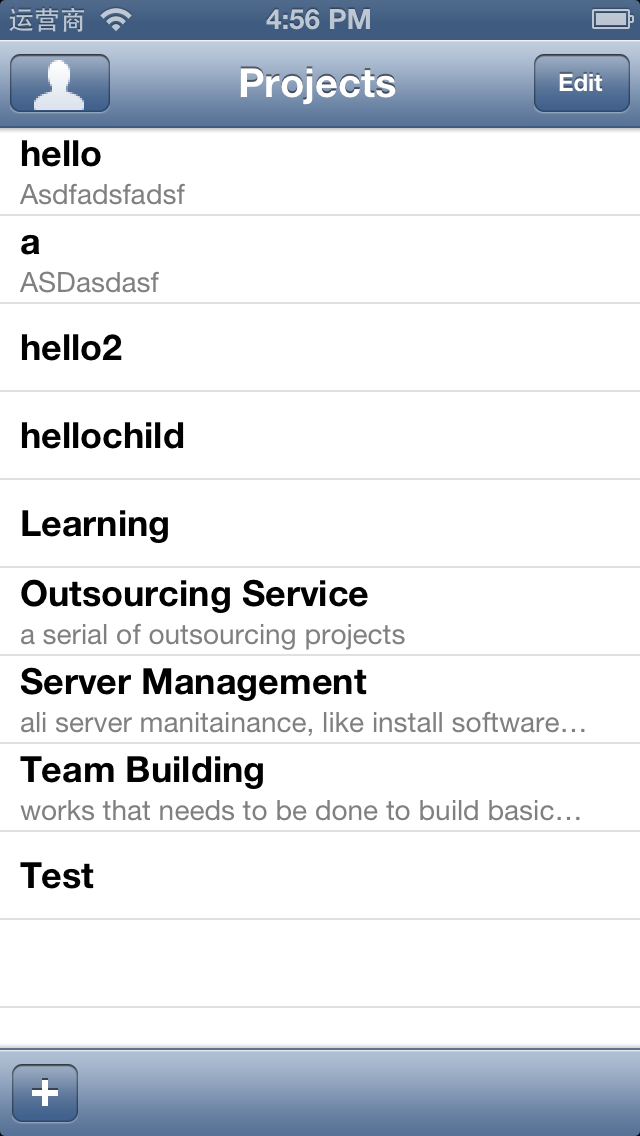 运营商 4:56 PM
Projects
Edit
hello
Asdfadsfadsf
a
ASDasdasf
hello2
hellochild
Learning
Outsourcing Service
a serial of outsourcing projects
Server Management
ali server manitainance, like install software…
Team Building
works that needs to be done to build basic…
Test